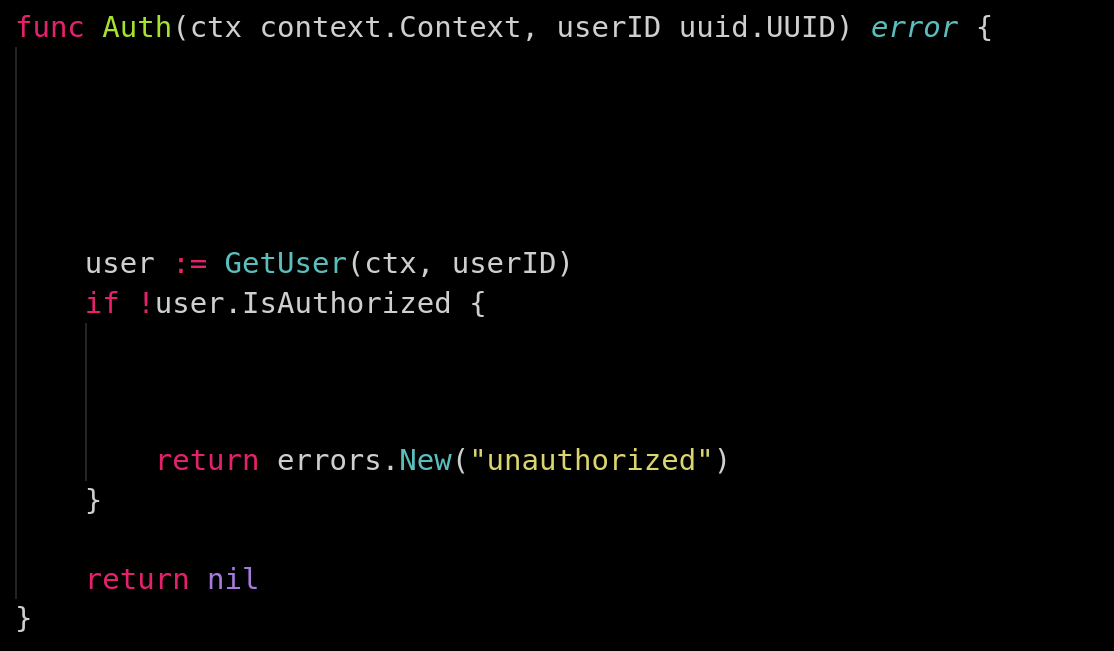 func Auth(ctx context.Context, userID uuid.UUID) error {
    user := GetUser(ctx, userID)
    if !user.IsAuthorized {
        return errors.New("unauthorized")
    }
    return nil
}